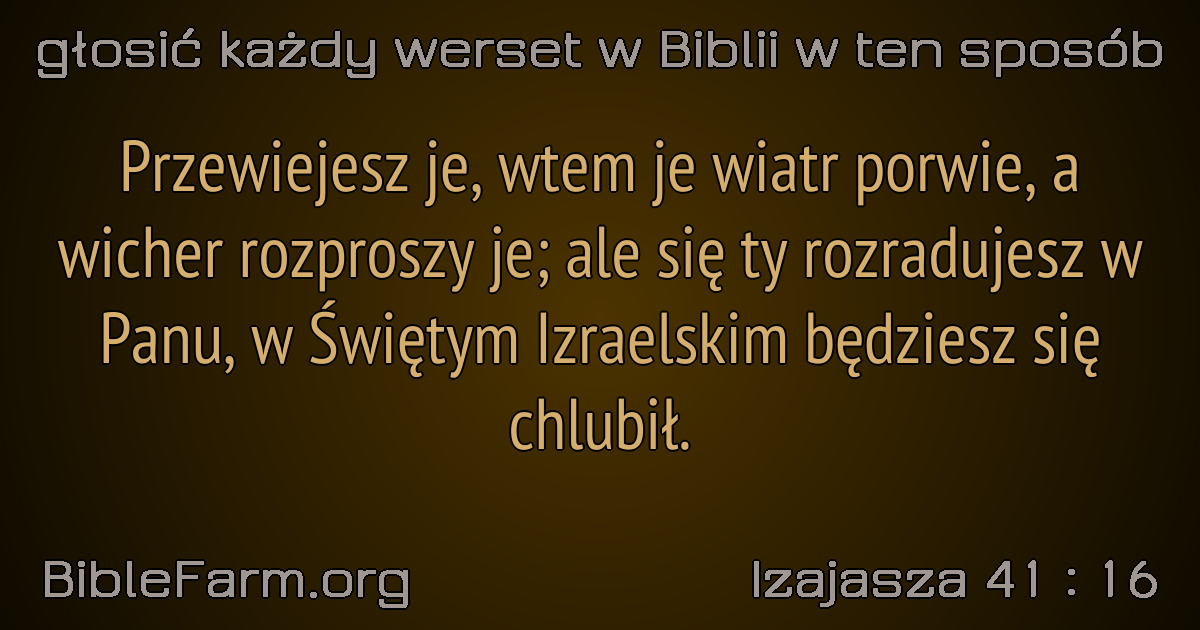 głosić każdy werset w Biblii w ten sposób
Przewiejesz je, wtem je wiatr porwie, a
wicher rozproszy je; ale się ty rozradujesz w
Panu, w Świętym Izraelskim będziesz się
chlubił.
BibleFarm.org
Izajasza 41 : 16